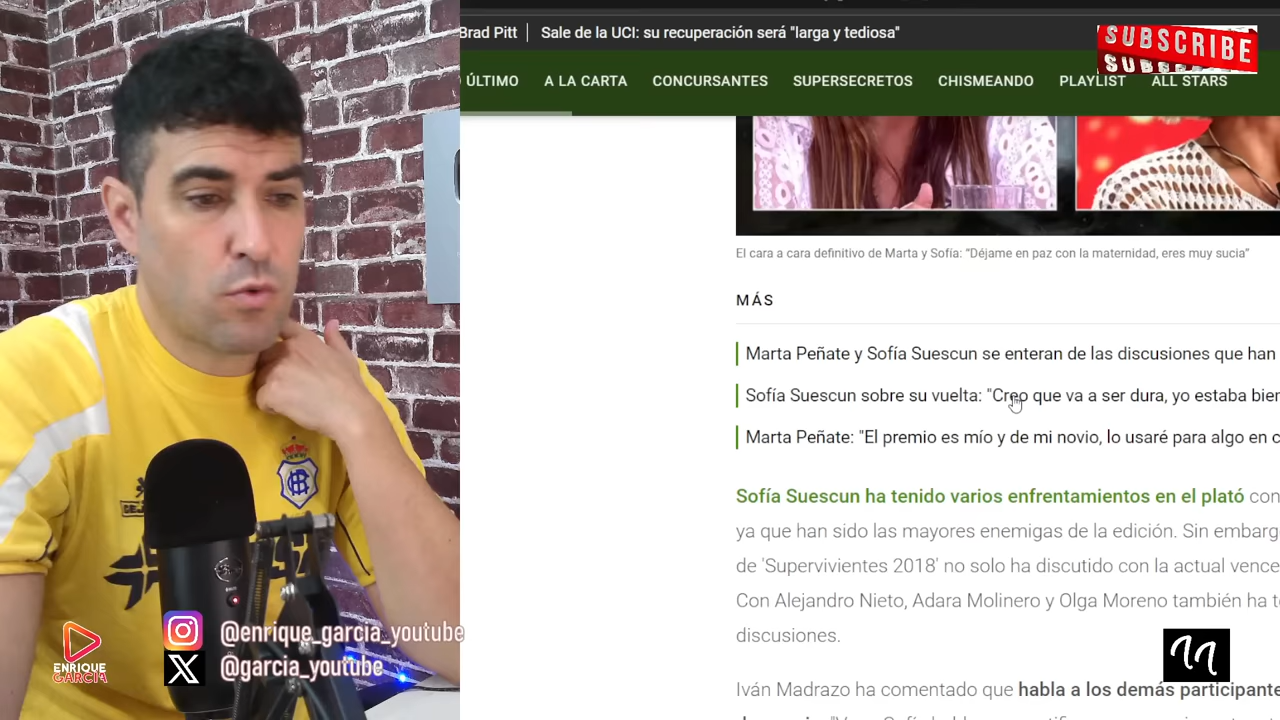 Brad Pitt
Sale de la UCI: su recuperación será "larga y tediosa"
SUBSCRIBE
ÚLTIMO A LA CARTA CONCURSANTES SUPERSECRETOS CHISMEANDO PLAYLIST ALL STARS
El cara a cara definitivo de Marta y Sofía: “Déjame en paz con la maternidad, eres muy sucia”
MÁS
Marta Peñate y Sofía Suescun se enteran de las discusiones que han
Sofía Suescun sobre su vuelta: "Creo que va a ser dura, yo estaba bien
Marta Peñate: "El premio es mío y de mi novio, lo usaré para algo en c
Sofía Suescun ha tenido varios enfrentamientos en el plató con
ya que han sido las mayores enemigas de la edición. Sin embarg
de 'Supervivientes 2018' no solo ha discutido con la actual vence
Con Alejandro Nieto, Adara Molinero y Olga Moreno también ha t
discusiones.
Iván Madrazo ha comentado que habla a los demás participante
@enrique_garcia_youtube
@garcia_youtube
ENRIQUE
GARCIA